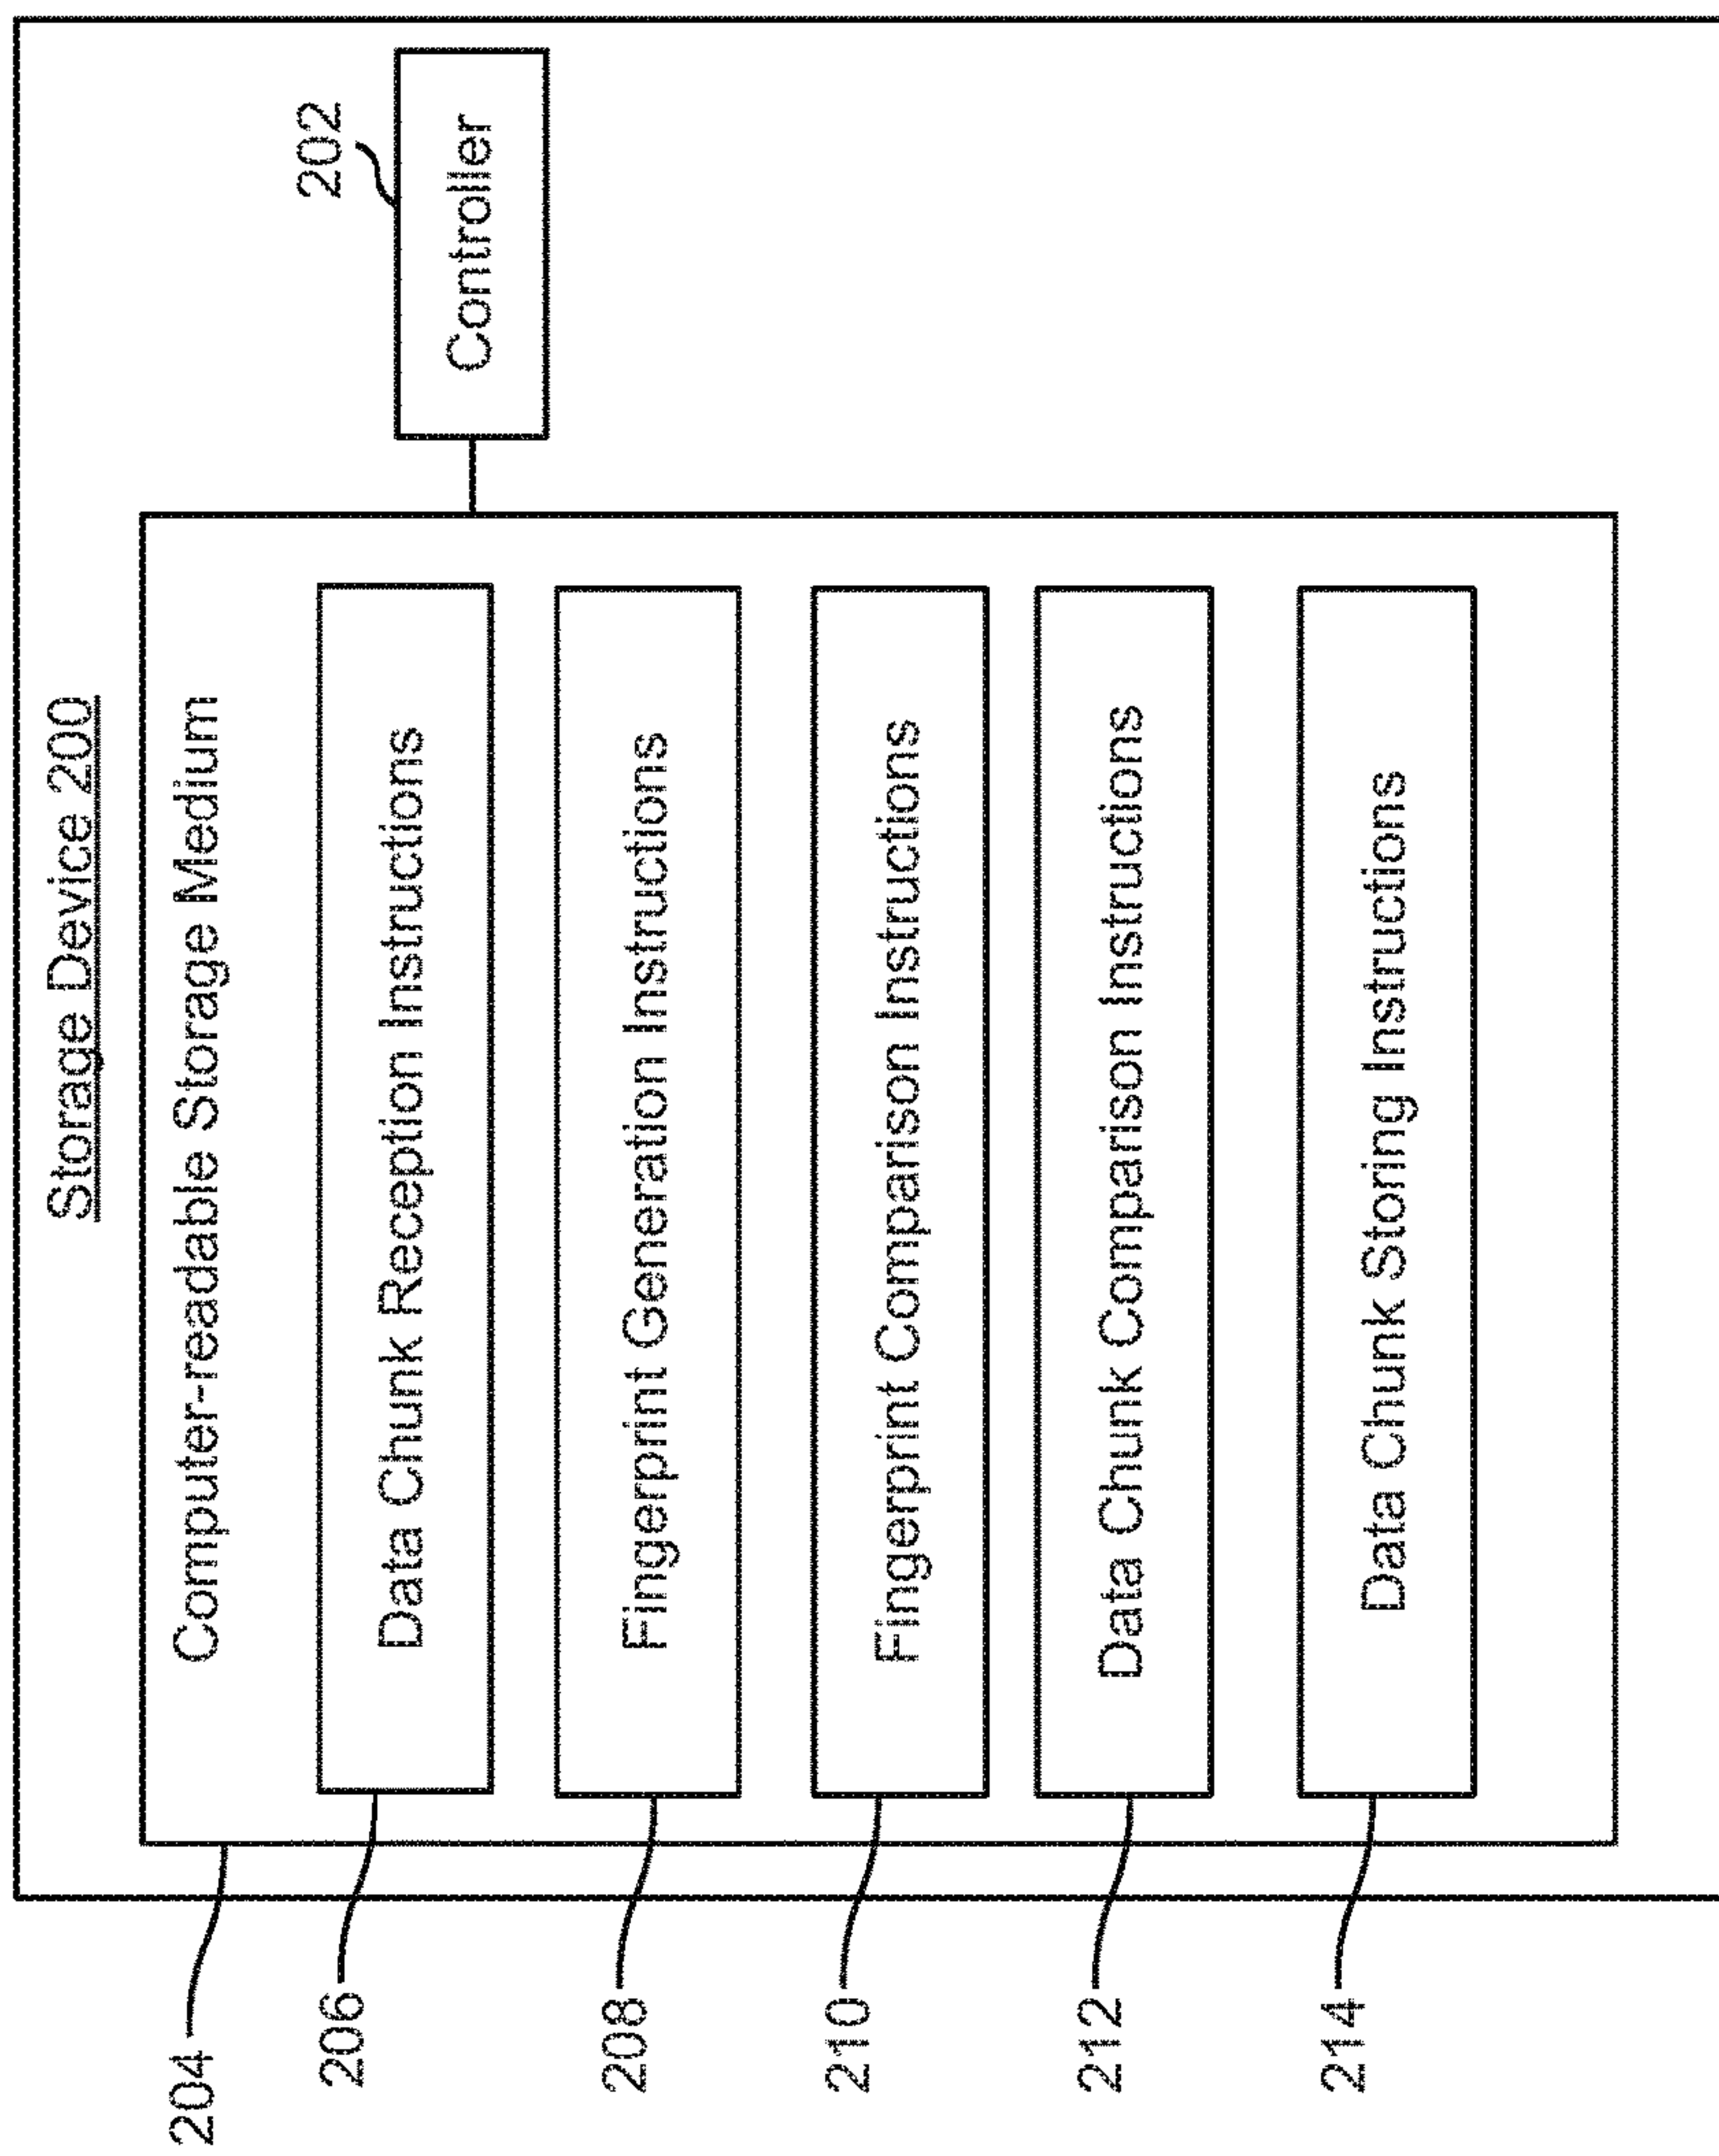 Storage Device 200
204
Computer-readable Storage Medium
202
Controller
206
Data Chunk Reception Instructions
208
Fingerprint Generation Instructions
210
Fingerprint Comparison Instructions
212
Data Chunk Comparison Instructions
214
Data Chunk Storing Instructions